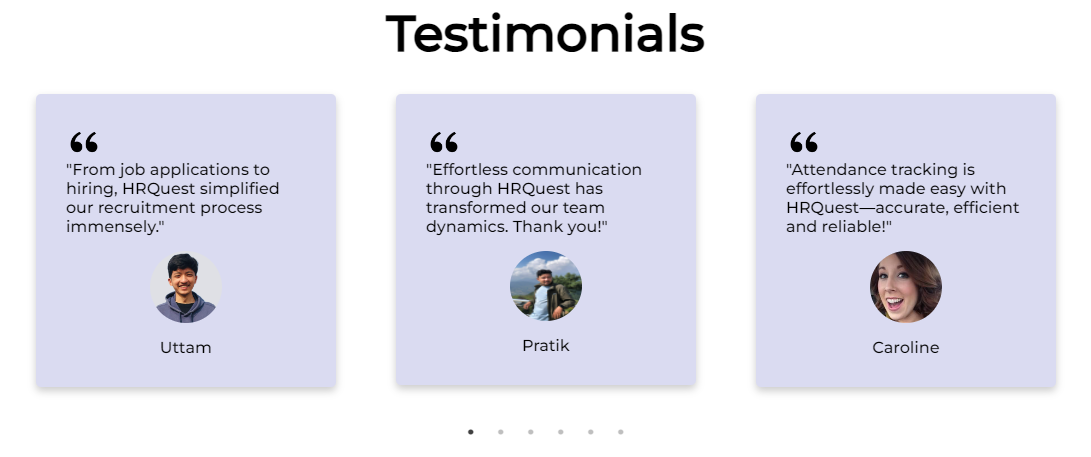 Testimonials
"From job applications to
hiring, HRQuest simplified
our recruitment process
immensely."
Uttam
"Effortless communication
through HRQuest has
transformed our team
dynamics. Thank you!"
Pratik
"Attendance tracking is
effortlessly made easy with
HRQuest—accurate, efficient
and reliable!"
Caroline